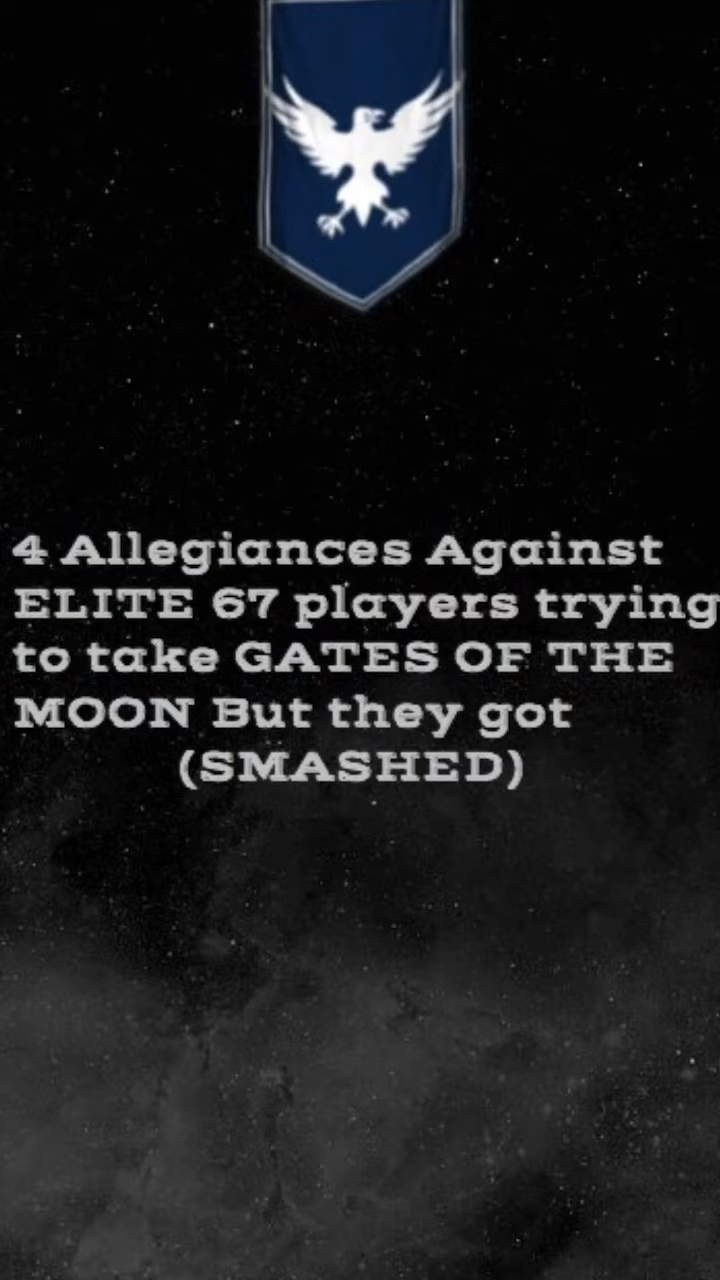 4 Allegiances Against
ELITE 67 players trying
to take GATES OF THE
MOON But they got
(SMASHED)